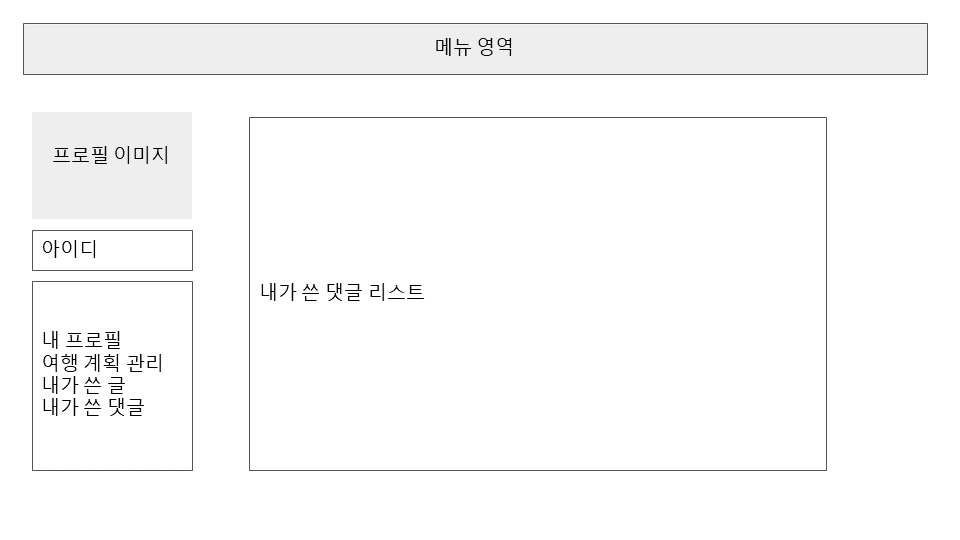 메뉴 영역
프로필 이미지
아이디
내 프로필
여행 계획 관리
내가 쓴 글
내가 쓴 댓글
내가 쓴 댓글 리스트